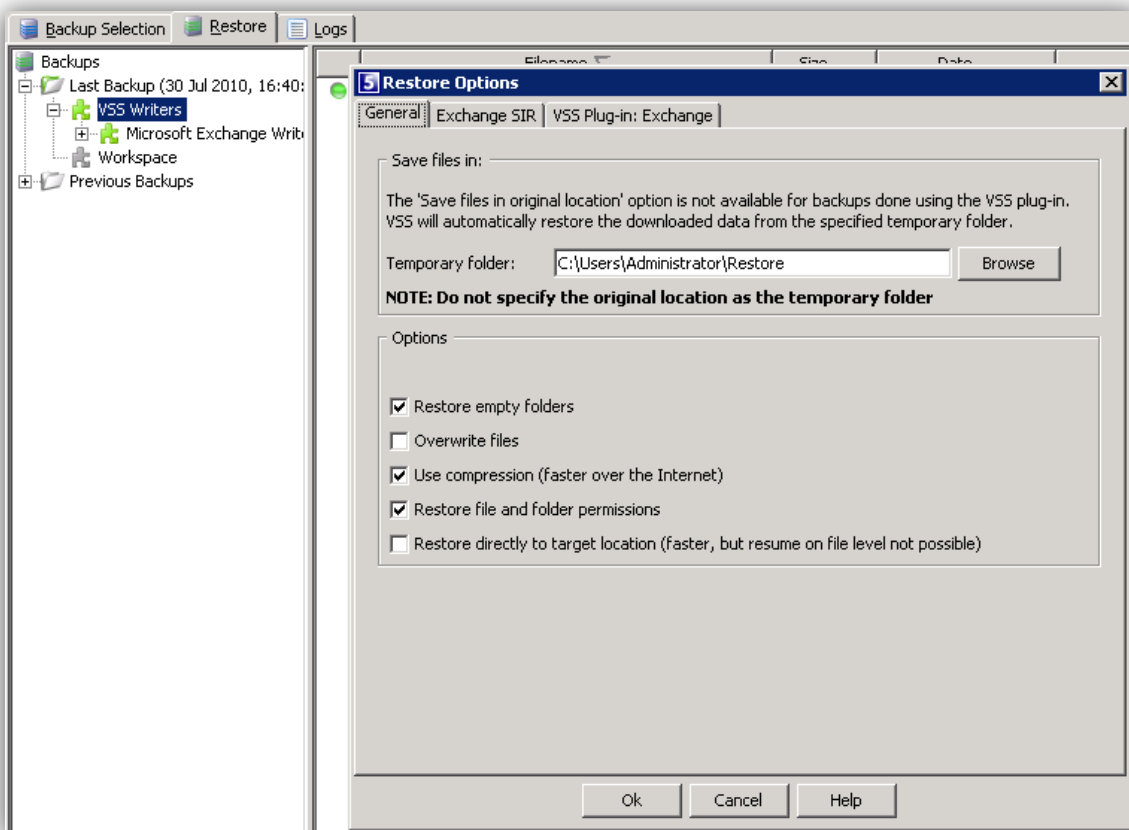 Backup Selection Restore Logs
Backups
Last Backup (30 Jul 2010, 16:40:
VSS Writers
Microsoft Exchange Write
Workspace
Previous Backups
Filename Size Date
5 Restore Options
General Exchange SIR VSS Plug-in: Exchange
Save files in:
The 'Save files in original location' option is not available for backups done using the VSS plug-in.
VSS will automatically restore the downloaded data from the specified temporary folder.
Temporary folder: C:\Users\Administrator\Restore Browse
NOTE: Do not specify the original location as the temporary folder
Options
Restore empty folders
Overwrite files
Use compression (faster over the Internet)
Restore file and folder permissions
Restore directly to target location (faster, but resume on file level not possible)
Ok Cancel Help